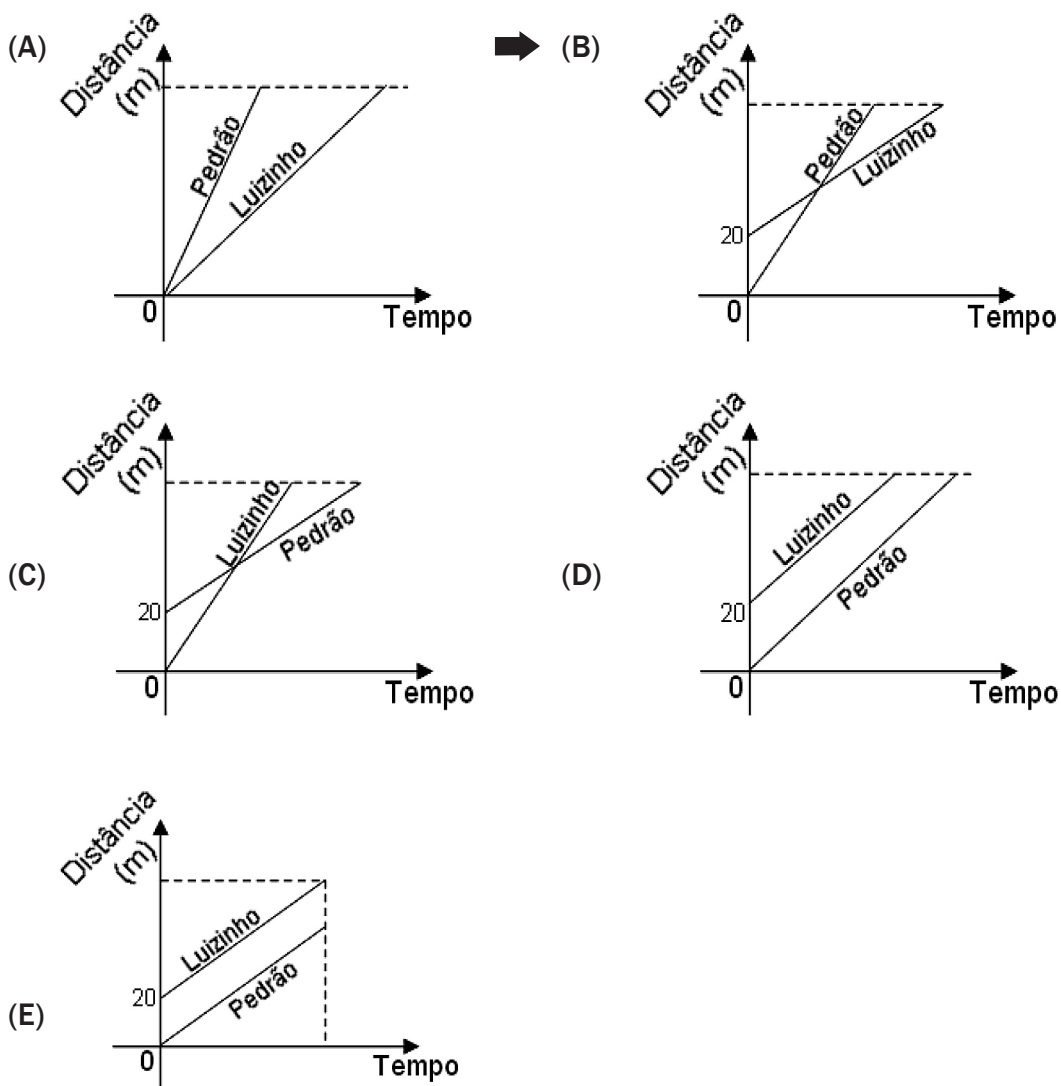 (A)
Distância
(m)
Pedrão
Luizinho
0
Tempo
(B)
Distância
(m)
Pedrão
Luizinho
20
0
Tempo
(C)
Distância
(m)
Luizinho
Pedrão
20
0
Tempo
(D)
Distância
(m)
Luizinho
Pedrão
20
0
Tempo
(E)
Distância
(m)
Luizinho
Pedrão
20
0
Tempo